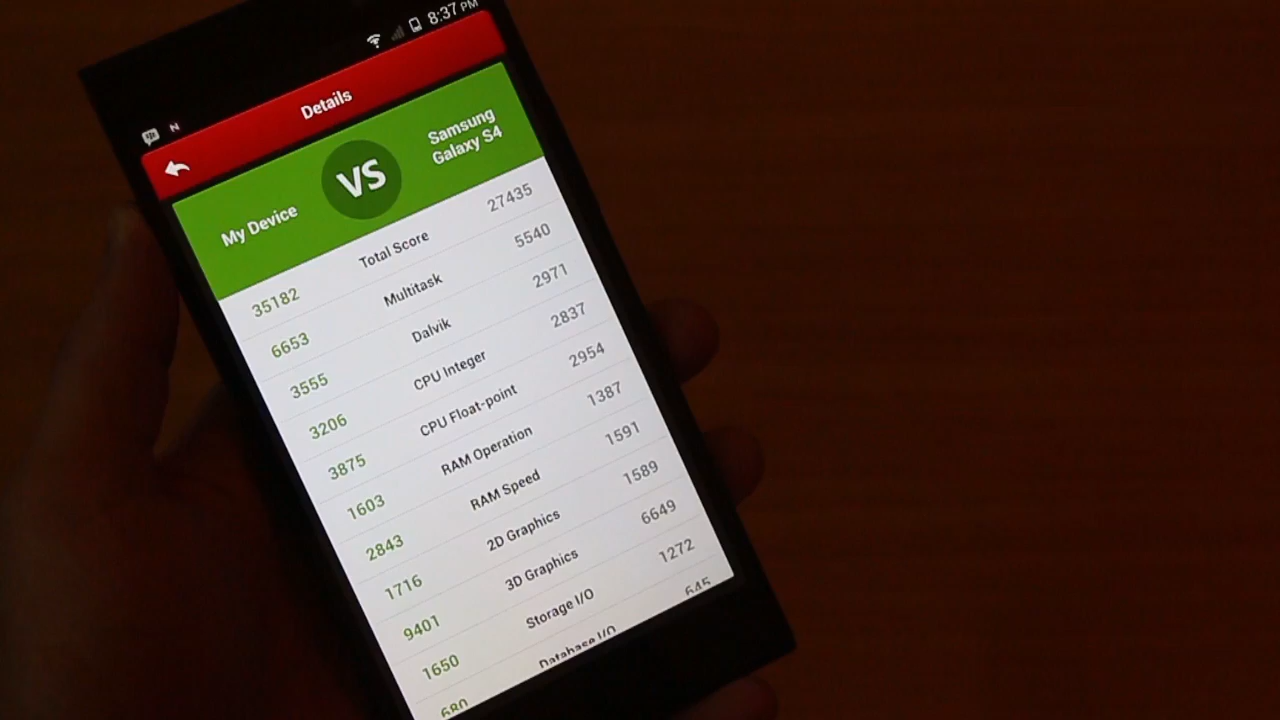 8:37 PM
Details
My Device
VS
Samsung
Galaxy S4
35182 Total Score 27435
6653 Multitask 5540
3555 Dalvik 2971
3206 CPU Integer 2837
3875 CPU Float-point 2954
1603 RAM Operation 1387
2843 RAM Speed 1591
1716 2D Graphics 1589
9401 3D Graphics 6649
1650 Storage I/O 1272
680 Database I/O 645